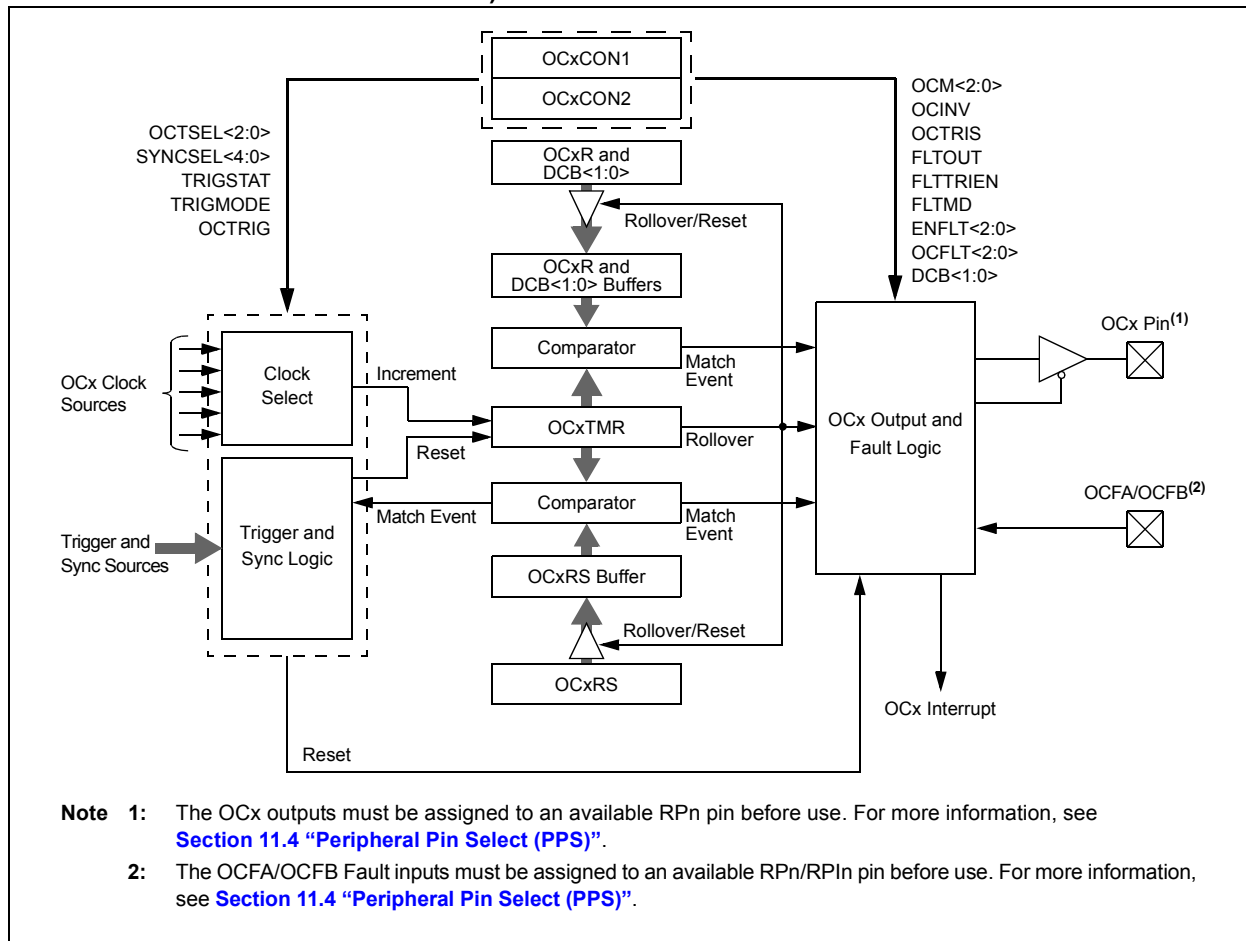 OCxCON1
OCxCON2
OCTSEL<2:0>
SYNCSEL<4:0>
TRIGSTAT
TRIGMODE
OCTRIG
OCM<2:0>
OCINV
OCTRIS
FLTOUT
FLTTRIEN
FLTMD
ENFLT<2:0>
OCFLT<2:0>
DCB<1:0>
OCxR and
DCB<1:0>
Rollover/Reset
OCxR and
DCB<1:0> Buffers
OCx Clock
Sources
Clock
Select
Increment
Comparator
Match
Event
OCxTMR
Rollover
Reset
OCx Output and
Fault Logic
OCx Pin(1)
Trigger and
Sync Sources
Trigger and
Sync Logic
Match Event
Comparator
Match
Event
OCFA/OCFB(2)
OCxRS Buffer
Rollover/Reset
OCxRS
OCx Interrupt
Reset
Note 1: The OCx outputs must be assigned to an available RPn pin before use. For more information, see
Section 11.4 “Peripheral Pin Select (PPS)”.
2: The OCFA/OCFB Fault inputs must be assigned to an available RPn/RPIn pin before use. For more information,
see Section 11.4 “Peripheral Pin Select (PPS)”.